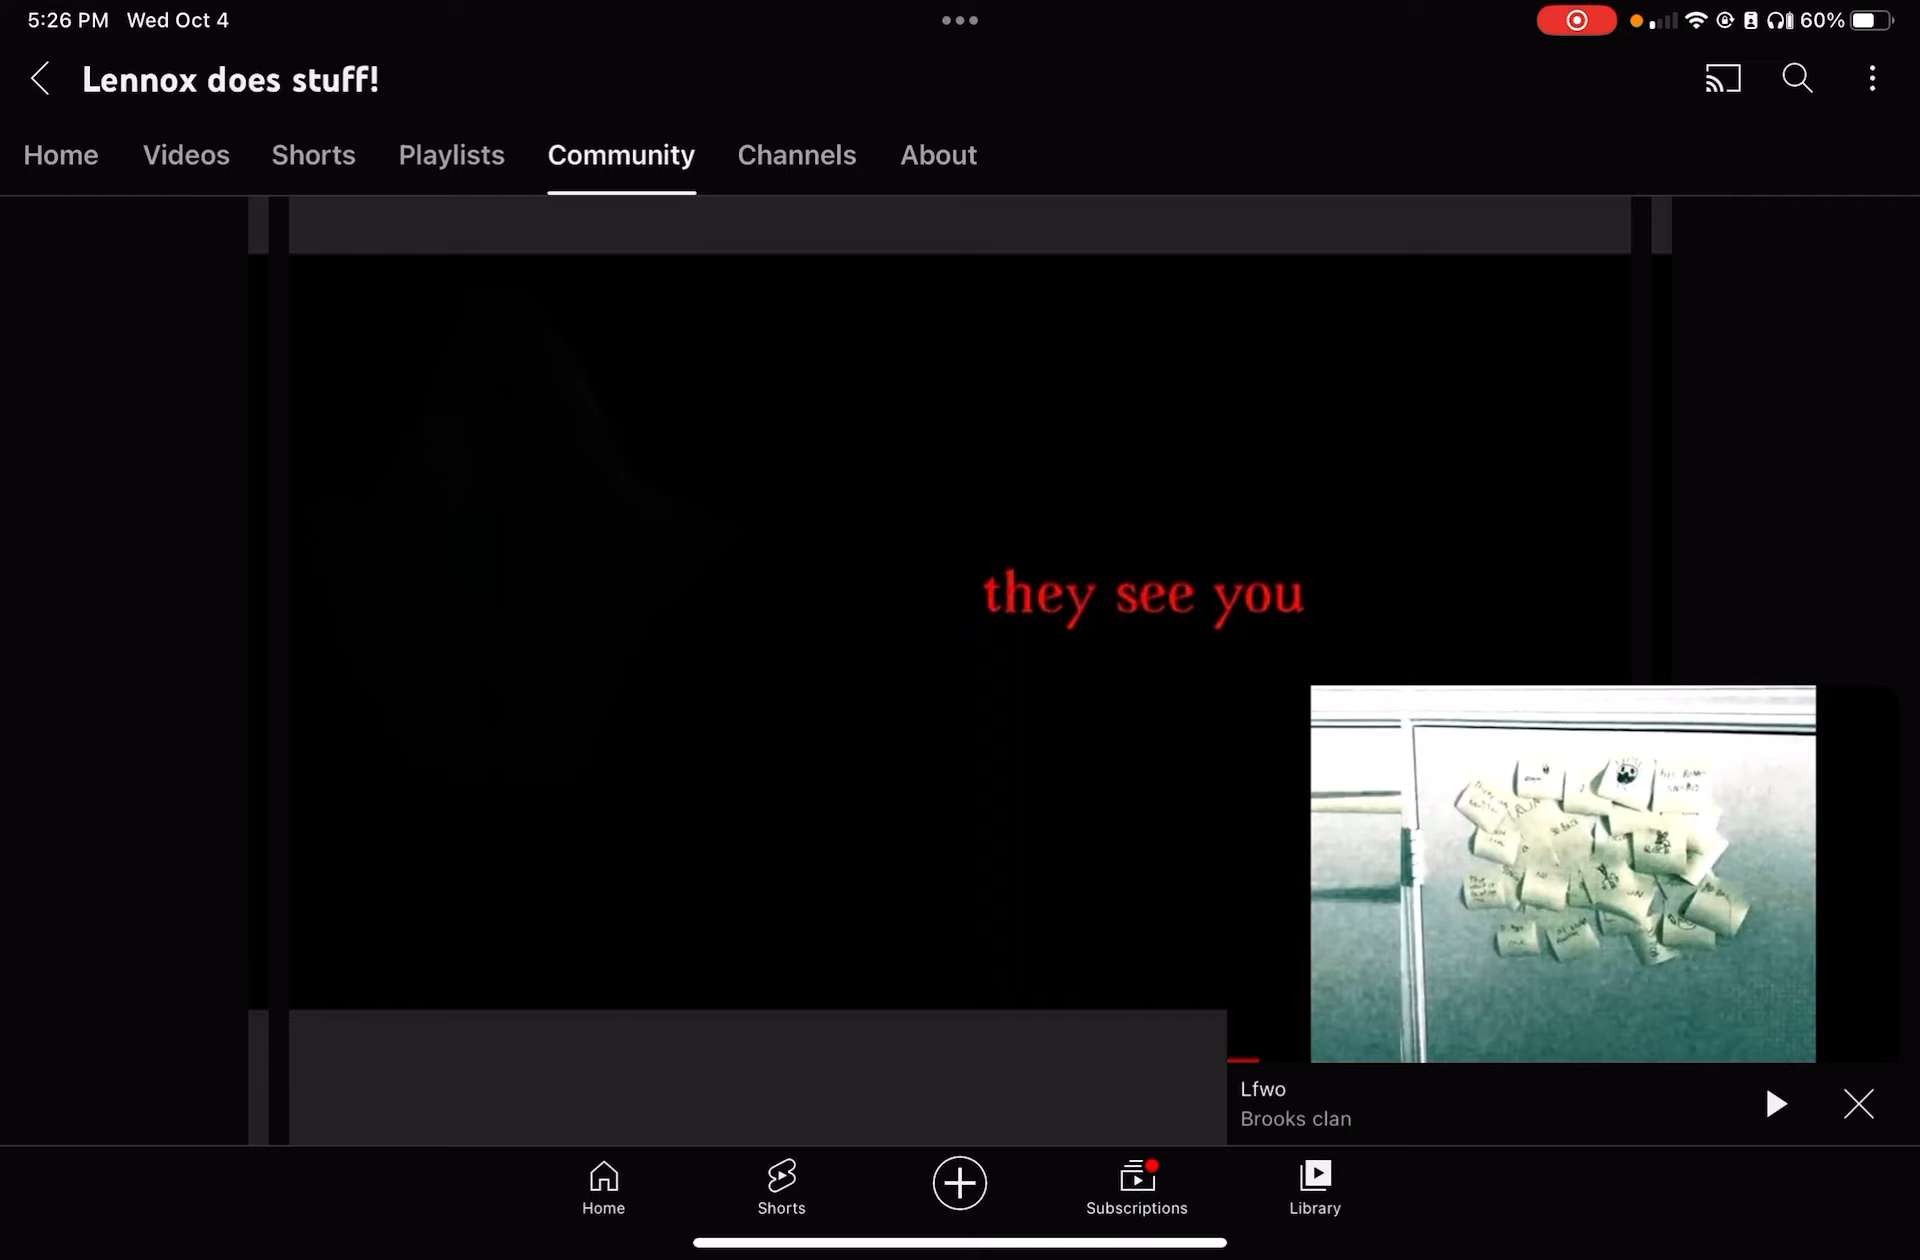 5:26 PM Wed Oct 4
60%
Lennox does stuff!
Home Videos Shorts Playlists Community Channels About
they see you
Lfwo
Brooks clan
Home Shorts Subscriptions Library